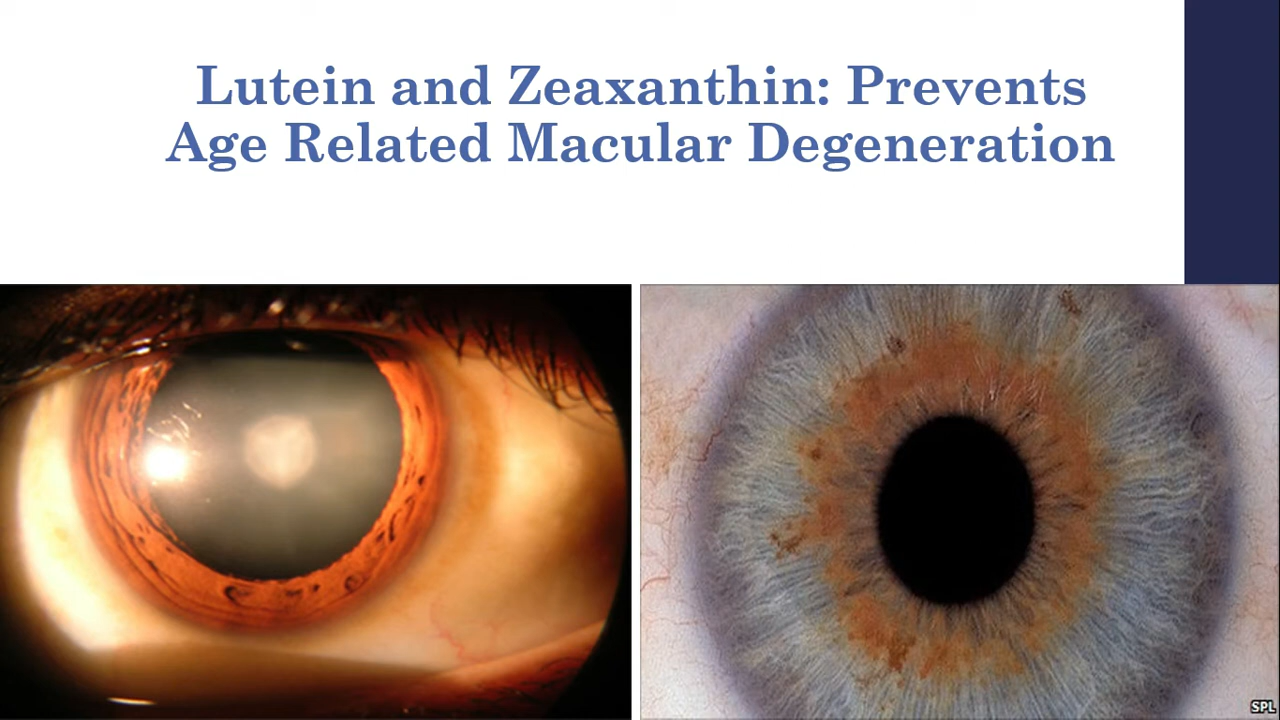 Lutein and Zeaxanthin: Prevents
Age Related Macular Degeneration
SPL